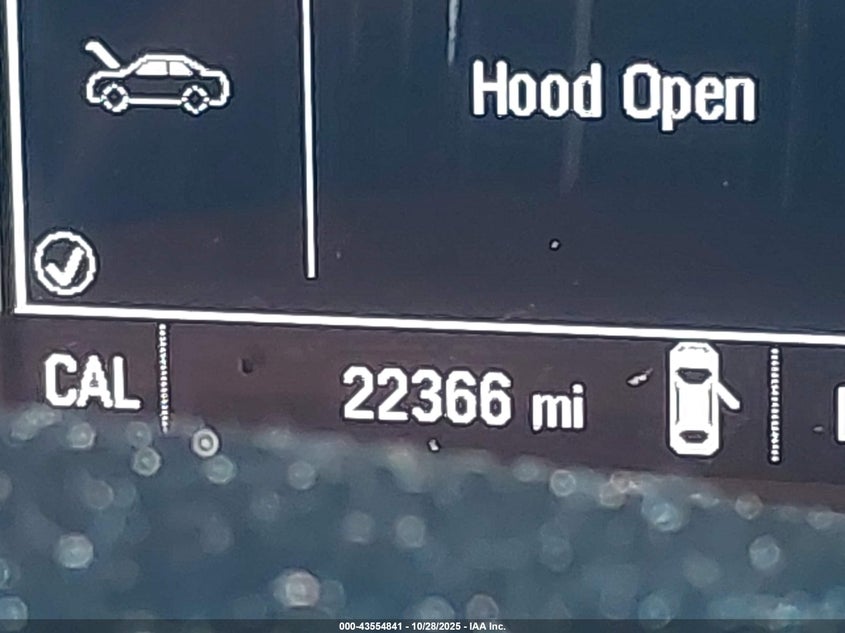 Hood Open
CAL 22366 mi
000-43554841 - 10/28/2025 - IAA Inc.